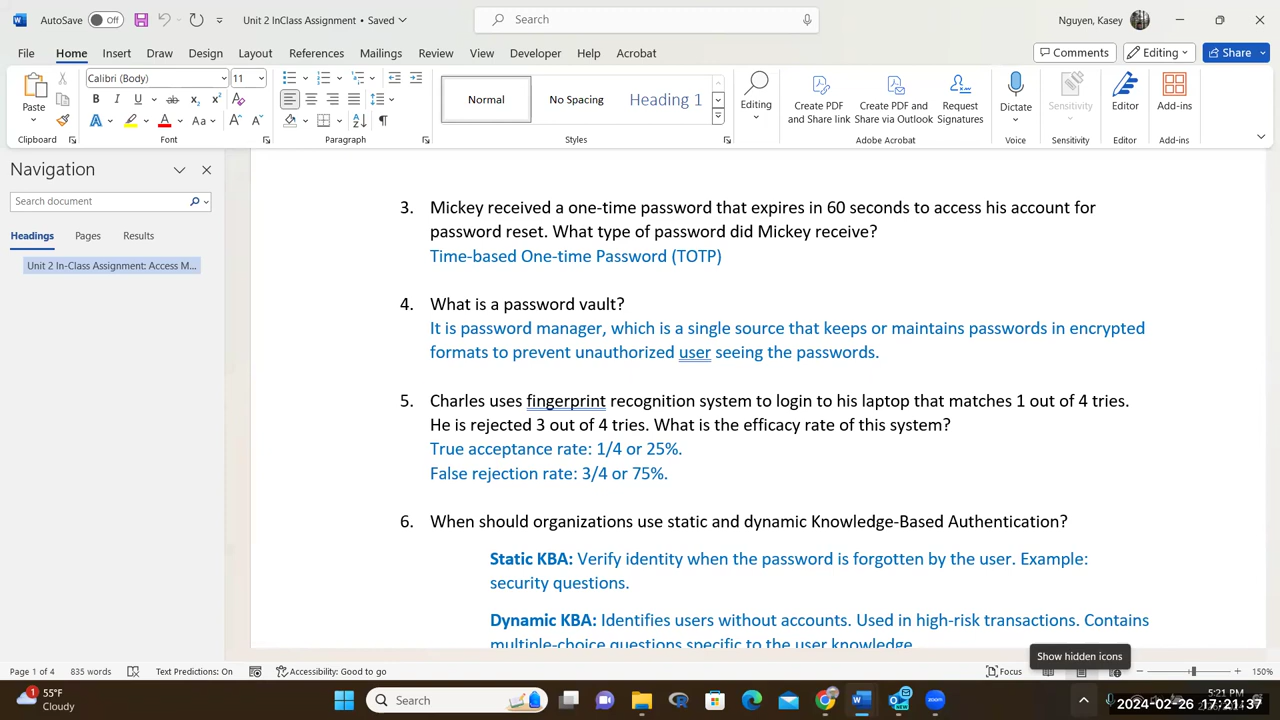 AutoSave Off
Unit 2 InClass Assignment • Saved
Search
Nguyen, Kasey
File Home Insert Draw Design Layout References Mailings Review View Developer Help Acrobat
Comments Editing Share
Calibri (Body) 11
Paste
Normal No Spacing Heading 1
Editing
Create PDF and Share link
Create PDF and Share via Outlook
Request Signatures
Dictate
Sensitivity
Editor
Add-ins
Clipboard Font Paragraph Styles Adobe Acrobat Voice Sensitivity Editor Add-ins
Navigation
Search document
Headings Pages Results
Unit 2 In-Class Assignment: Access M...
3. Mickey received a one-time password that expires in 60 seconds to access his account for
password reset. What type of password did Mickey receive?
Time-based One-time Password (TOTP)
4. What is a password vault?
It is password manager, which is a single source that keeps or maintains passwords in encrypted
formats to prevent unauthorized user seeing the passwords.
5. Charles uses fingerprint recognition system to login to his laptop that matches 1 out of 4 tries.
He is rejected 3 out of 4 tries. What is the efficacy rate of this system?
True acceptance rate: 1/4 or 25%.
False rejection rate: 3/4 or 75%.
6. When should organizations use static and dynamic Knowledge-Based Authentication?
Static KBA: Verify identity when the password is forgotten by the user. Example:
security questions.
Dynamic KBA: Identifies users without accounts. Used in high-risk transactions. Contains
multiple-choice questions specific to the user knowledge.
Show hidden icons
Page 1 of 4 835 words Text Predictions: On Accessibility: Good to go Focus 150%
1
55°F
Cloudy
Search
5:21 PM
2024-02-26 17:21:37